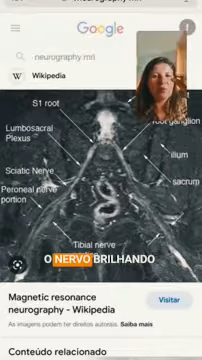 Google
neurography mri
Wikipedia
S1 root
root ganglion
Lumbosacral
Plexus
ilium
Sciatic Nerve
sacrum
Peroneal nerve
portion
Tibial nerve
O NERVO BRILHANDO
Magnetic resonance
neurography - Wikipedia
Visitar
As imagens podem ter direitos autorais. Saiba mais
Conteúdo relacionado